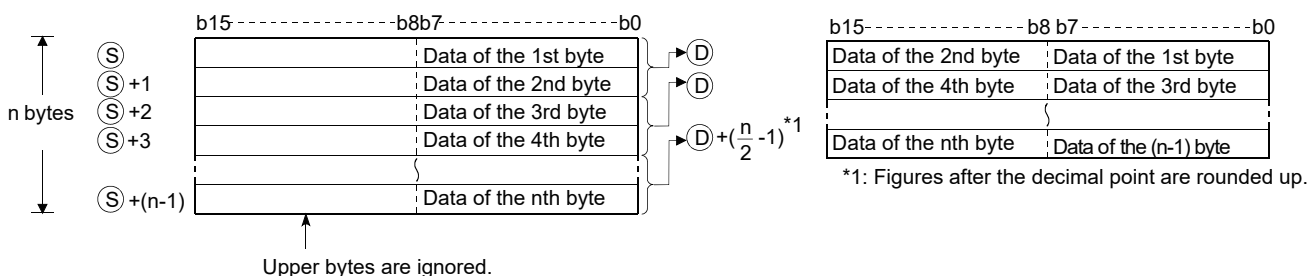 b15 b8b7 b0
n bytes
S Data of the 1st byte
S +1 Data of the 2nd byte
S +2 Data of the 3rd byte
S +3 Data of the 4th byte
S +(n-1) Data of the nth byte
Upper bytes are ignored.
D
D
D +(n/2 -1)*1
b15 b8 b7 b0
Data of the 2nd byte Data of the 1st byte
Data of the 4th byte Data of the 3rd byte
Data of the nth byte Data of the (n-1) byte
*1: Figures after the decimal point are rounded up.